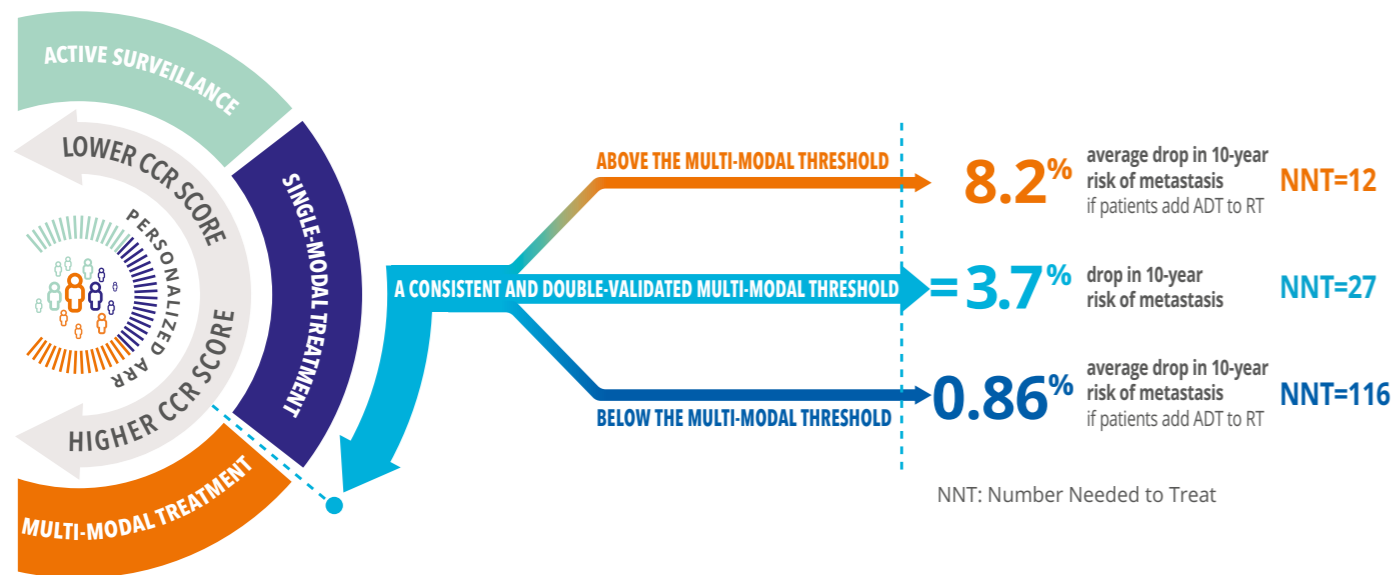 ACTIVE SURVEILLANCE
LOWER CCR SCORE
SINGLE-MODAL TREATMENT
PERSONALIZED ARR
HIGHER CCR SCORE
MULTI-MODAL TREATMENT
ABOVE THE MULTI-MODAL THRESHOLD
8.2%
average drop in 10-year
risk of metastasis
if patients add ADT to RT
NNT=12
A CONSISTENT AND DOUBLE-VALIDATED MULTI-MODAL THRESHOLD
= 3.7%
drop in 10-year
risk of metastasis
NNT=27
BELOW THE MULTI-MODAL THRESHOLD
0.86%
average drop in 10-year
risk of metastasis
if patients add ADT to RT
NNT=116
NNT: Number Needed to Treat